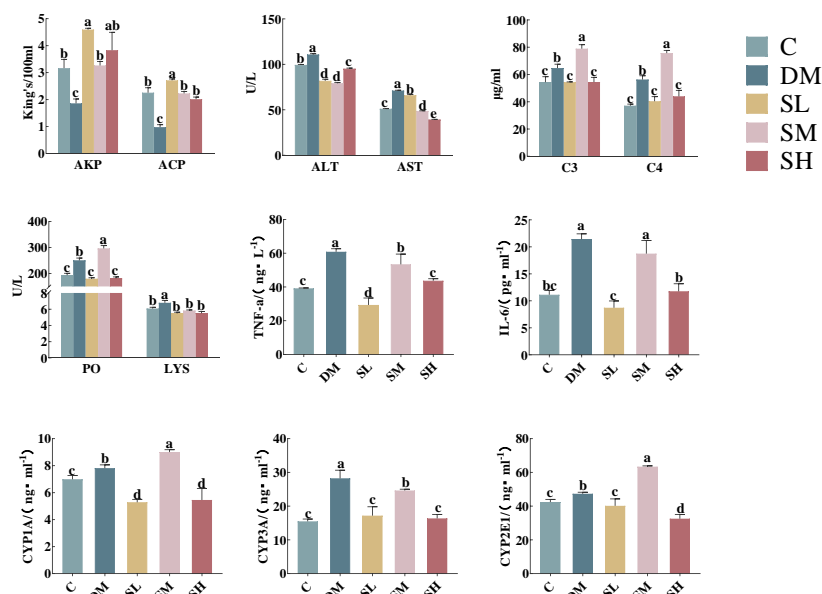 King's/100ml
5
4
3
2
1
0
b c a b ab
b c a b c
AKP ACP
U/L
150
100
50
0
b a d d c
c a b d e
ALT AST
µg/ml
100
80
60
40
20
0
c b c a c
c b c a c
C3 C4
C
DM
SL
SM
SH
U/L
400
300
200
8
6
4
2
0
c b c a c
b a b b b
PO LYS
TNF-a/( ng▪ L⁻¹)
80
60
40
20
0
c a d b c
C DM SL SM SH
IL-6/( pg▪ ml⁻¹)
25
20
15
10
5
0
bc a c a b
C DM SL SM SH
CYP1A/( ng▪ ml⁻¹)
10
8
6
4
2
0
c b d a d
C DM SL SM SH
CYP3A/( ng▪ ml⁻¹)
40
30
20
10
0
c a c b c
C DM SL SM SH
CYP2E1/( ng▪ ml⁻¹)
80
60
40
20
0
c b c a d
C DM SL SM SH